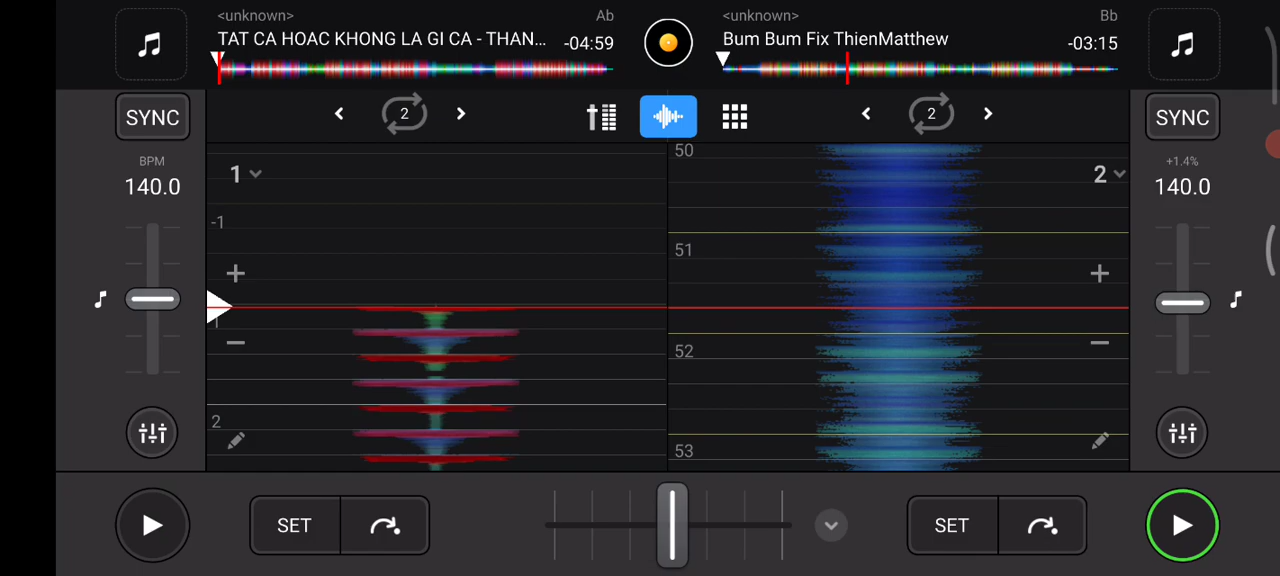 <unknown>
Ab
TAT CA HOAC KHONG LA GI CA - THAN...
-04:59
<unknown>
Bb
Bum Bum Fix ThienMatthew
-03:15
SYNC
2
2
SYNC
BPM
140.0
+1.4%
140.0
1
-1
1
2
50
2
51
52
53
SET
SET